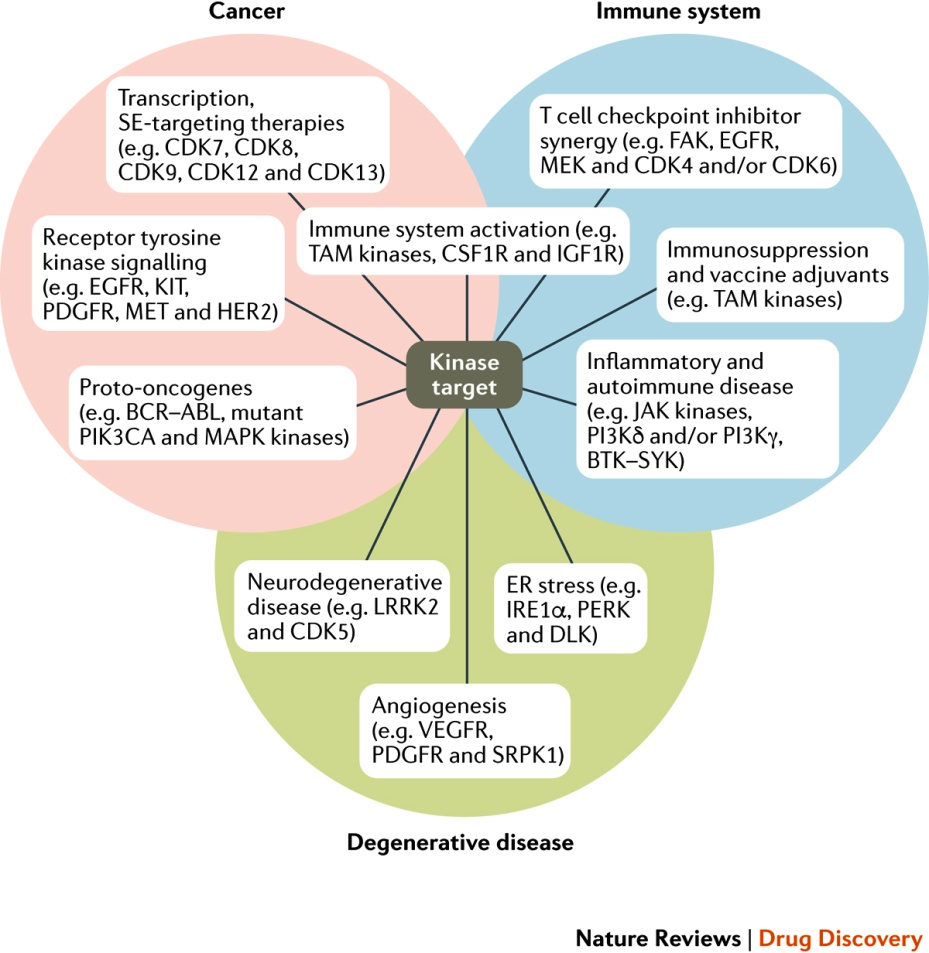 Cancer
Immune system
Transcription,
SE-targeting therapies
(e.g. CDK7, CDK8,
CDK9, CDK12 and CDK13)
T cell checkpoint inhibitor
synergy (e.g. FAK, EGFR,
MEK and CDK4 and/or CDK6)
Immune system activation (e.g.
TAM kinases, CSF1R and IGF1R)
Receptor tyrosine
kinase signalling
(e.g. EGFR, KIT,
PDGFR, MET and HER2)
Immunosuppression
and vaccine adjuvants
(e.g. TAM kinases)
Kinase
target
Proto-oncogenes
(e.g. BCR–ABL, mutant
PIK3CA and MAPK kinases)
Inflammatory and
autoimmune disease
(e.g. JAK kinases,
PI3Kδ and/or PI3Kγ,
BTK–SYK)
Neurodegenerative
disease (e.g. LRRK2
and CDK5)
ER stress (e.g.
IRE1α, PERK
and DLK)
Angiogenesis
(e.g. VEGFR,
PDGFR and SRPK1)
Degenerative disease
Nature Reviews | Drug Discovery